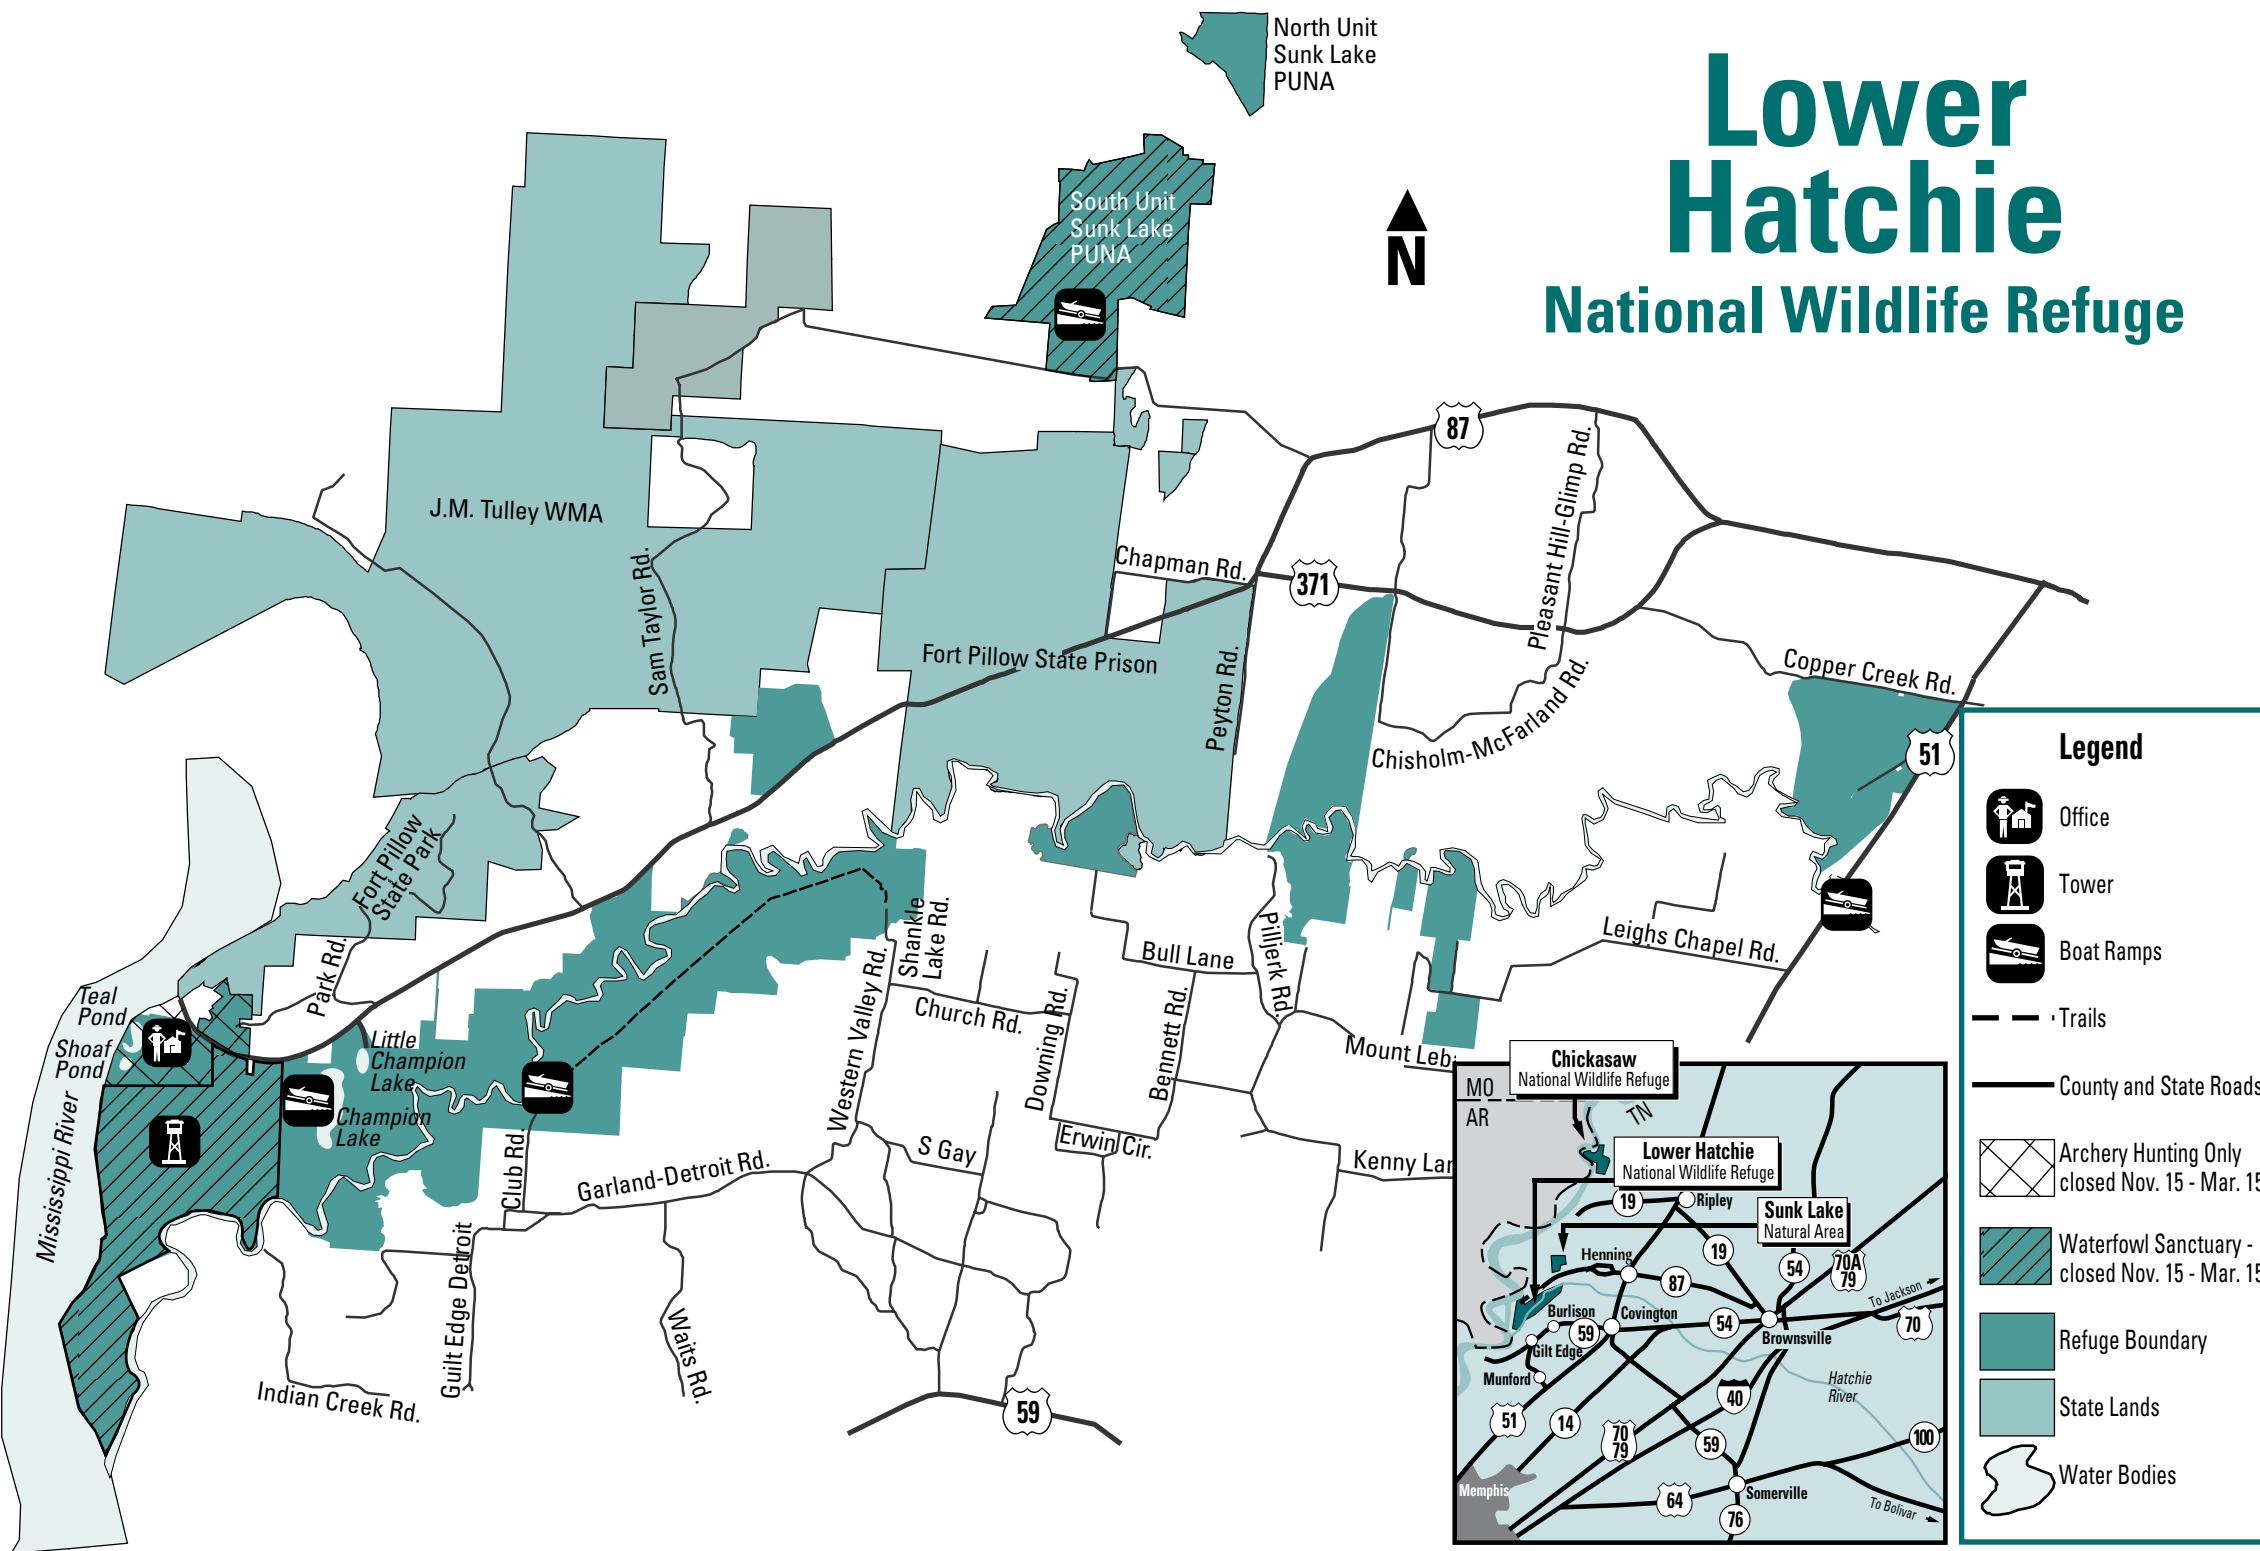 North Unit
Sunk Lake
PUNA
Lower
Hatchie
National Wildlife Refuge
South Unit
Sunk Lake
PUNA
N
87
Pleasant Hill-Glimp Rd.
J.M. Tulley WMA
Sam Taylor Rd.
Chapman Rd.
371
Fort Pillow State Prison
Peyton Rd.
Chisholm-McFarland Rd.
Copper Creek Rd.
51
Fort Pillow
State Park
Park Rd.
Shankle
Lake Rd.
Western Valley Rd.
Church Rd.
Downing Rd.
Bull Lane
Bennett Rd.
Pilljerk Rd.
Leighs Chapel Rd.
Mount Leb
Teal
Pond
Shoaf
Pond
Little
Champion
Lake
Champion
Lake
Mississippi River
Club Rd.
Garland-Detroit Rd.
S Gay
Erwin Cir.
Kenny Lan
Guilt Edge Detroit
Waits Rd.
Indian Creek Rd.
59
Legend
Office
Tower
Boat Ramps
Trails
County and State Roads
Archery Hunting Only
closed Nov. 15 - Mar. 15
Waterfowl Sanctuary -
closed Nov. 15 - Mar. 15
Refuge Boundary
State Lands
Water Bodies
Chickasaw
National Wildlife Refuge
MO
AR
TN
Lower Hatchie
National Wildlife Refuge
19
Ripley
Sunk Lake
Natural Area
Henning
19
54
70A
79
87
To Jackson
Burlison
59
Covington
54
70
Gilt Edge
Brownsville
Munford
Hatchie
River
40
51
14
70
79
59
100
Memphis
64
Somerville
76
To Bolivar